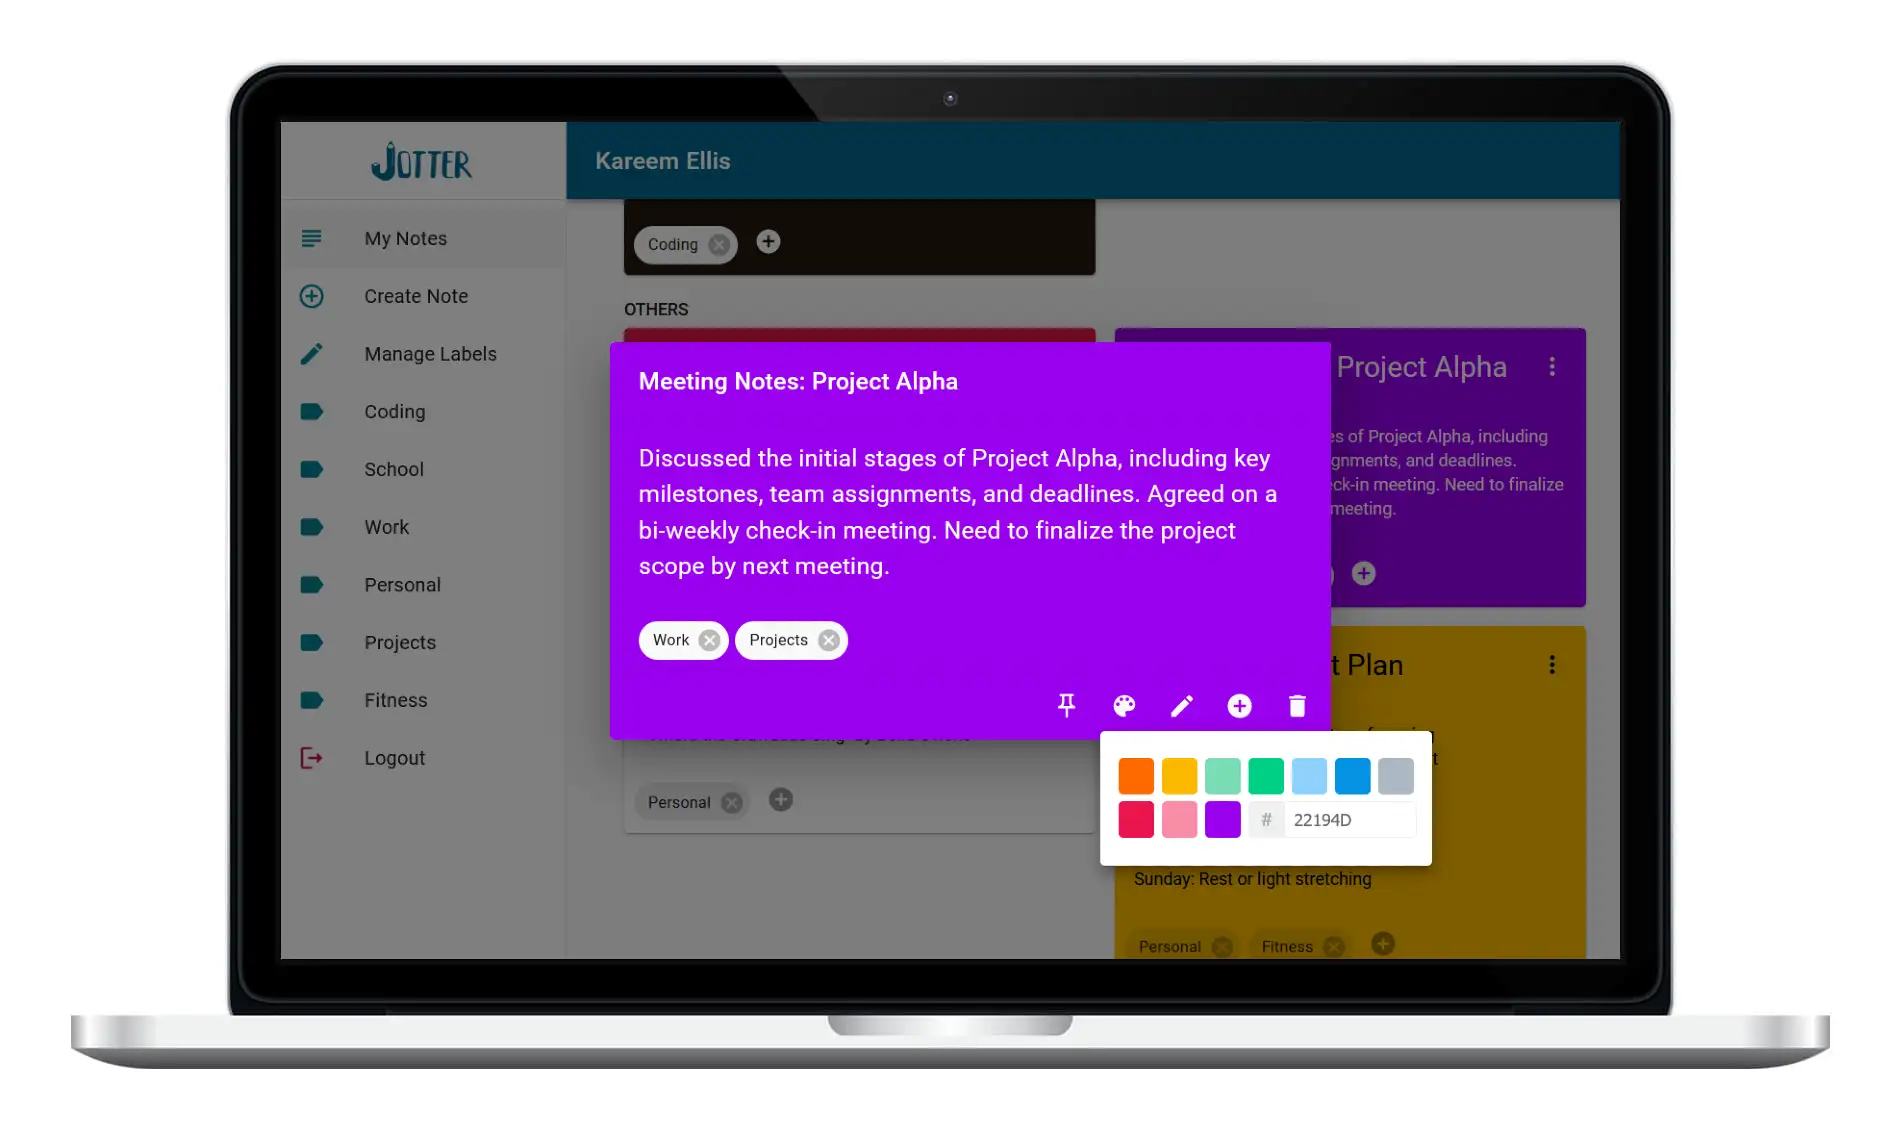 JOTTER
Kareem Ellis
My Notes
Create Note
Manage Labels
Coding
School
Work
Personal
Projects
Fitness
Logout
Coding
OTHERS
Meeting Notes: Project Alpha
Discussed the initial stages of Project Alpha, including key
milestones, team assignments, and deadlines. Agreed on a
bi-weekly check-in meeting. Need to finalize the project
scope by next meeting.
Work
Projects
Personal
Project Alpha
of Project Alpha, including
and deadlines.
meeting. Need to finalize
meeting.
Plan
# 22194D
Sunday: Rest or light stretching
Personal
Fitness